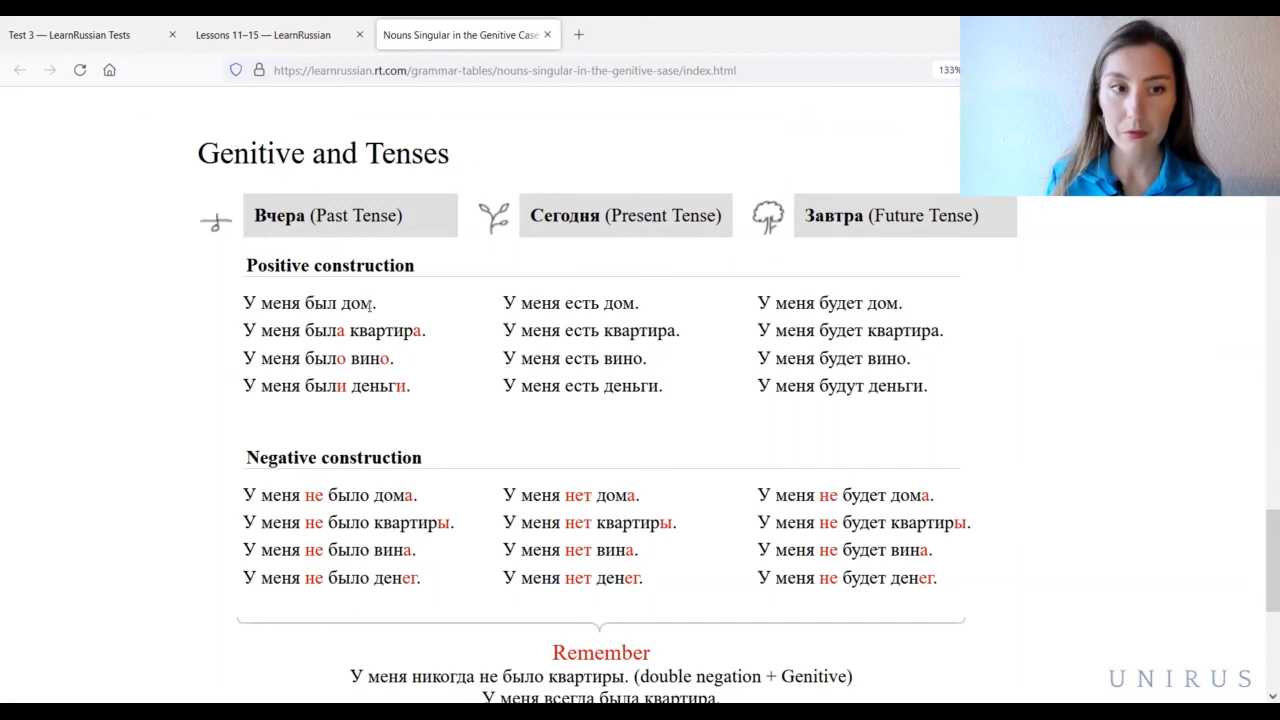 Test 3 — LearnRussian Tests
Lessons 11–15 — LearnRussian
Nouns Singular in the Genitive Case
https://learnrussian.rt.com/grammar-tables/nouns-singular-in-the-genitive-sase/index.html
133%
Genitive and Tenses
Вчера (Past Tense) Сегодня (Present Tense) Завтра (Future Tense)
Positive construction
У меня был дом. У меня есть дом. У меня будет дом.
У меня была квартира. У меня есть квартира. У меня будет квартира.
У меня было вино. У меня есть вино. У меня будет вино.
У меня были деньги. У меня есть деньги. У меня будут деньги.
Negative construction
У меня не было дома. У меня нет дома. У меня не будет дома.
У меня не было квартиры. У меня нет квартиры. У меня не будет квартиры.
У меня не было вина. У меня нет вина. У меня не будет вина.
У меня не было денег. У меня нет денег. У меня не будет денег.
Remember
У меня никогда не было квартиры. (double negation + Genitive)
У меня всегда была квартира.
UNIRUS